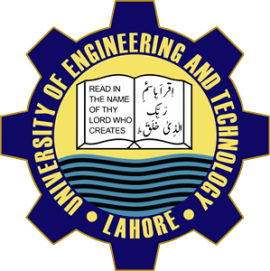 UNIVERSITY OF ENGINEERING AND TECHNOLOGY
READ IN
THE NAME
OF THY
LORD WHO
CREATES
اقرأ باسم
ربك
الذی خلق
• LAHORE •